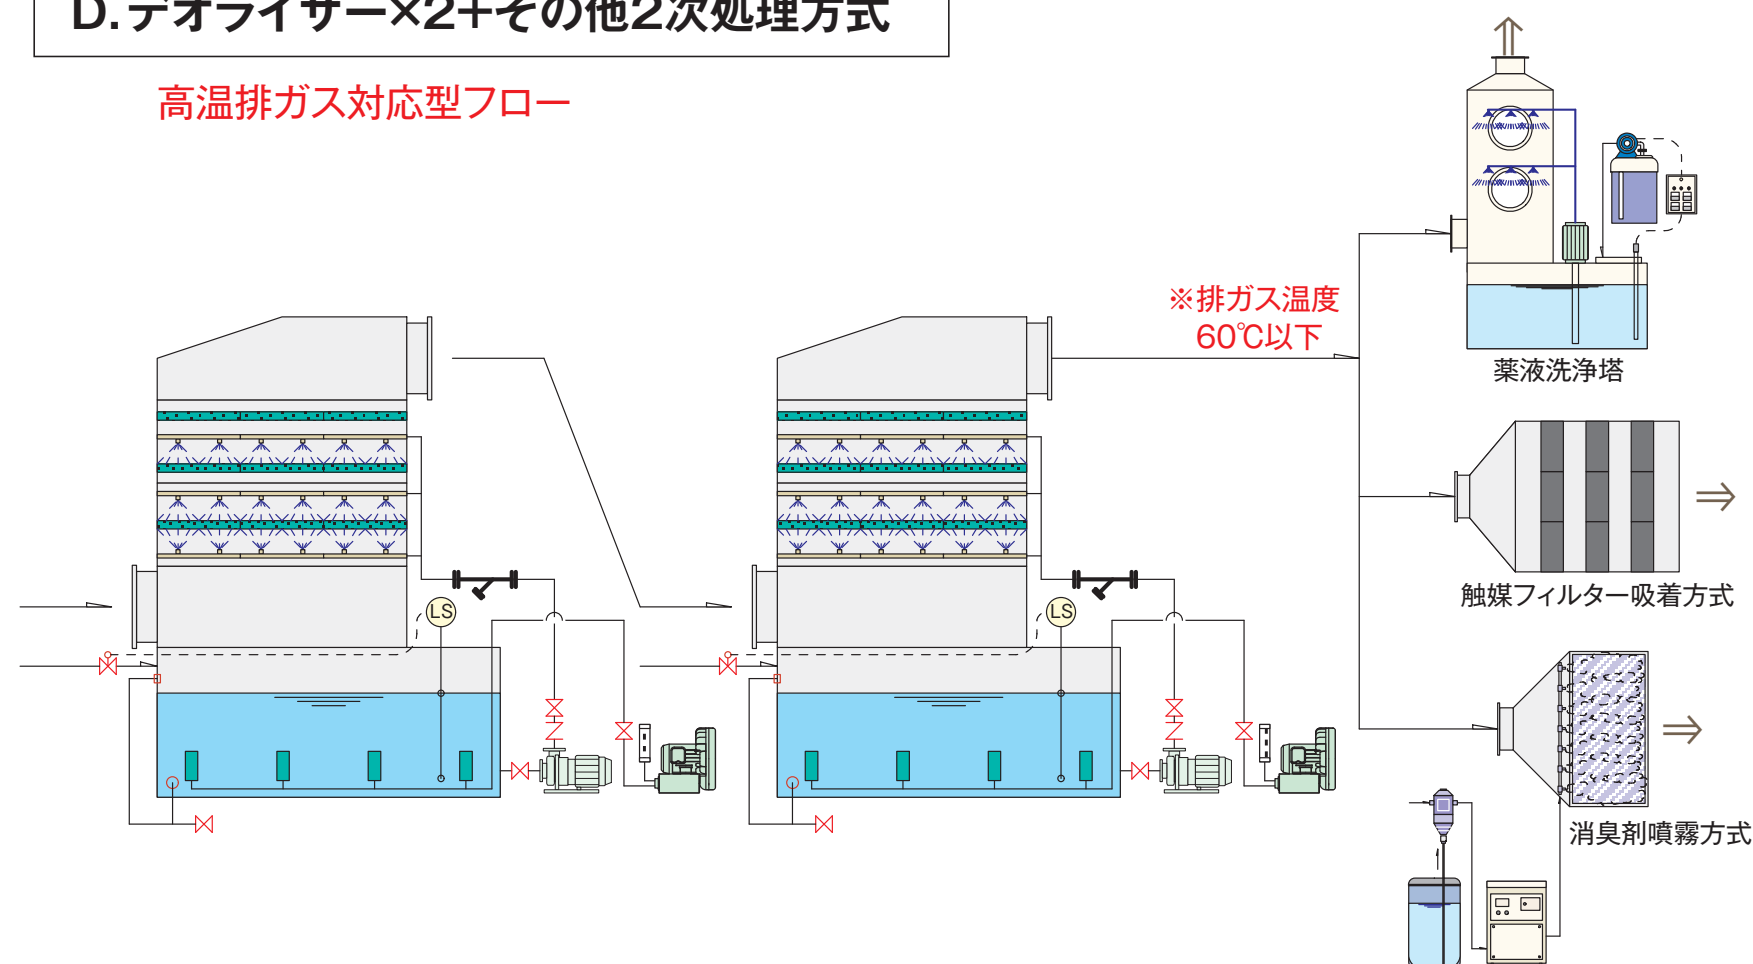 D.デオライザー×2+その他2次処理方式
高温排ガス対応型フロー
※排ガス温度
60℃以下
薬液洗浄塔
触媒フィルター吸着方式
LS
LS
消臭剤噴霧方式